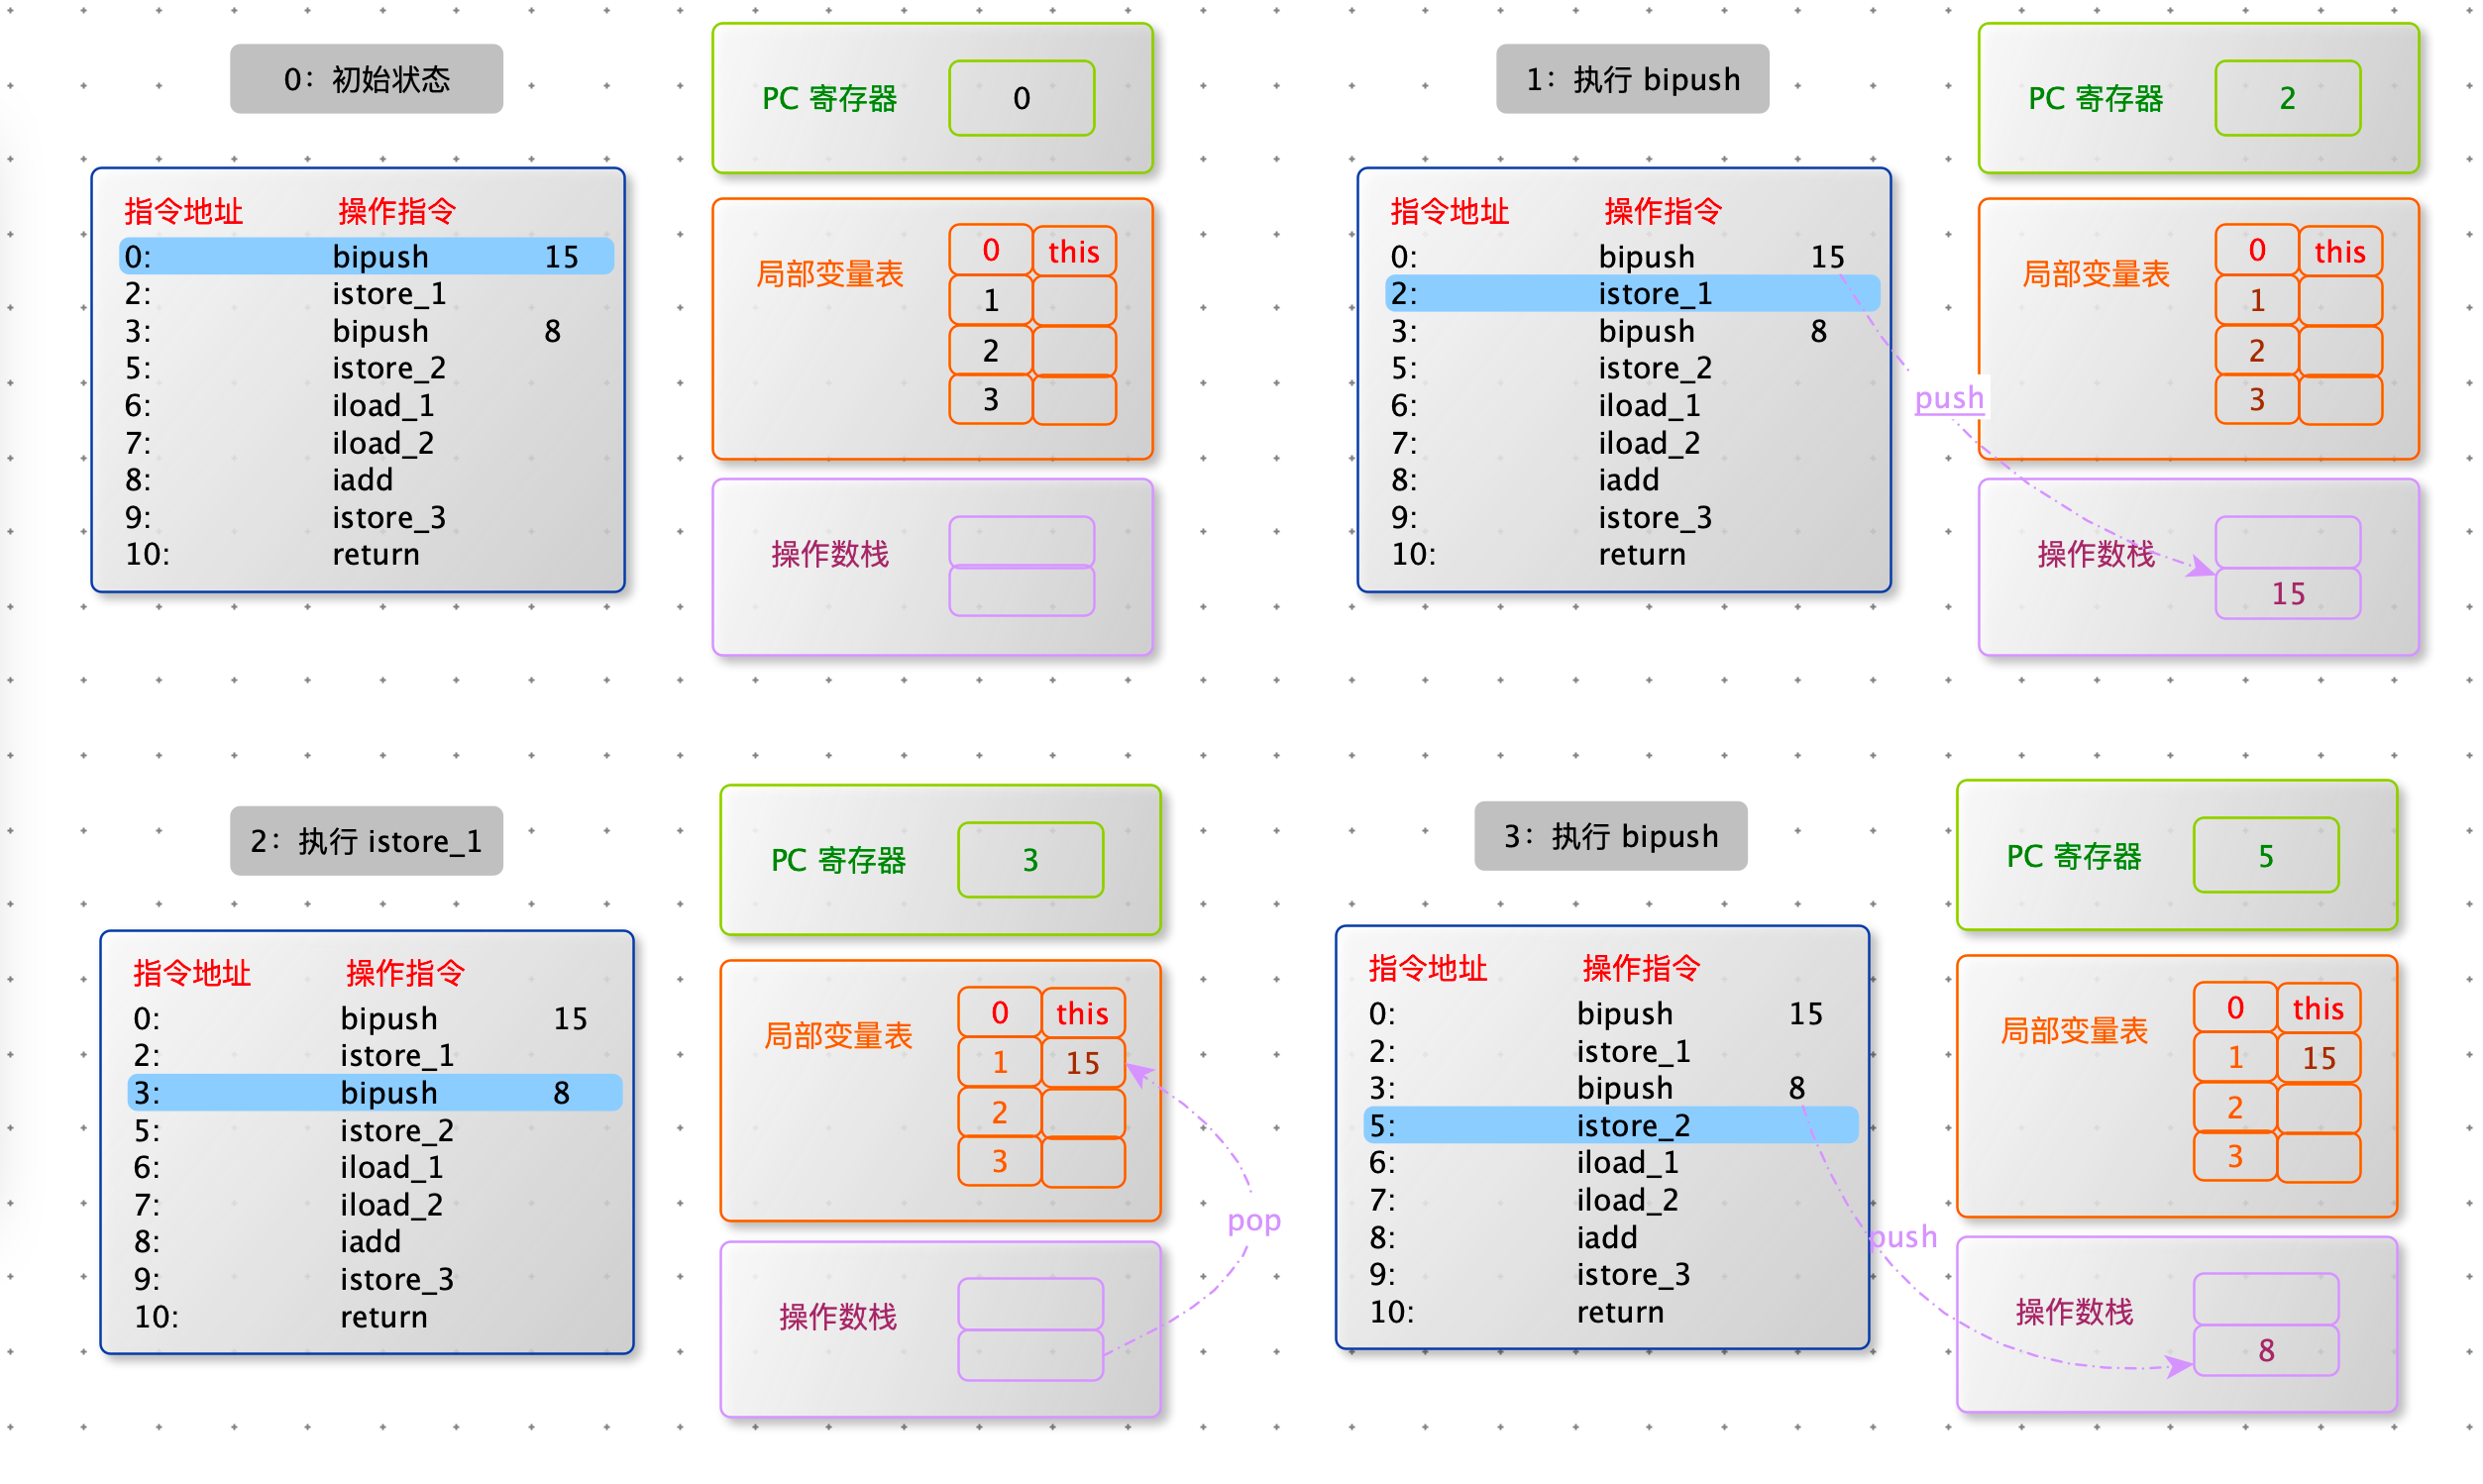 0：初始状态
指令地址 操作指令
0: bipush 15
2: istore_1
3: bipush 8
5: istore_2
6: iload_1
7: iload_2
8: iadd
9: istore_3
10: return
PC 寄存器 0
局部变量表
0 this
1
2
3
操作数栈
1：执行 bipush
指令地址 操作指令
0: bipush 15
2: istore_1
3: bipush 8
5: istore_2
6: iload_1
7: iload_2
8: iadd
9: istore_3
10: return
push
PC 寄存器 2
局部变量表
0 this
1
2
3
操作数栈
15
2：执行 istore_1
指令地址 操作指令
0: bipush 15
2: istore_1
3: bipush 8
5: istore_2
6: iload_1
7: iload_2
8: iadd
9: istore_3
10: return
PC 寄存器 3
局部变量表
0 this
1 15
2
3
pop
操作数栈
3：执行 bipush
指令地址 操作指令
0: bipush 15
2: istore_1
3: bipush 8
5: istore_2
6: iload_1
7: iload_2
8: iadd
9: istore_3
10: return
push
PC 寄存器 5
局部变量表
0 this
1 15
2
3
操作数栈
8